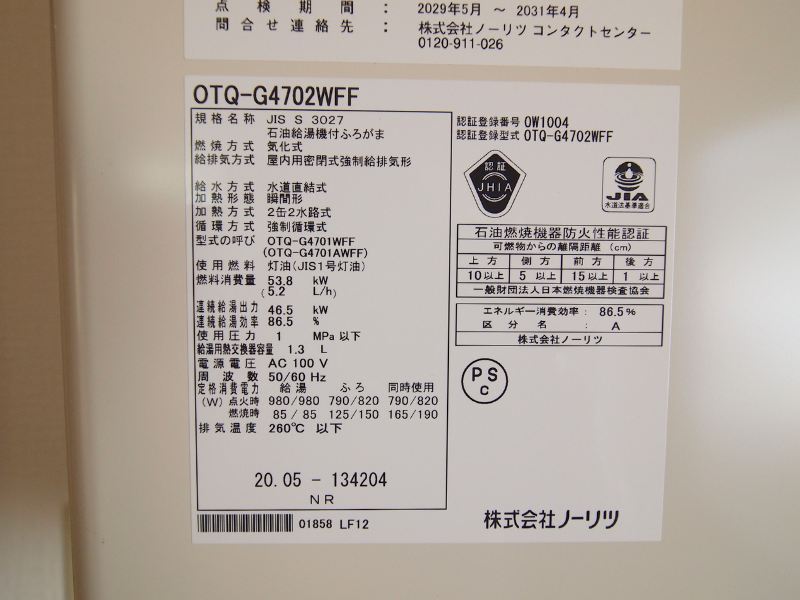 点検期間 : 2029年5月 ～ 2031年4月
問合せ連絡先 : 株式会社ノーリツ コンタクトセンター
0120-911-026
OTQ-G4702WFF
規格名称 JIS S 3027
石油給湯機付ふろがま
燃焼方式 気化式
給排気方式 屋内用密閉式強制給排気形
給水方式 水道直結式
加熱形態 瞬間形
加熱方式 2缶2水路式
循環方式 強制循環式
型式の呼び OTQ-G4701WFF
(OTQ-G4701AWFF)
使用燃料 灯油(JIS1号灯油)
燃料消費量 53.8 kW
(5.2 L/h)
連続給湯出力 46.5 kW
連続給湯効率 86.5 %
使用圧力 1 MPa 以下
給湯用熱交換器容量 1.3 L
電源電圧 AC 100 V
周波数 50/60 Hz
定格消費電力 給湯 ふろ 同時使用
(W) 点火時 980/980 790/820 790/820
燃焼時 85/85 125/150 165/190
排気温度 260℃ 以下
20.05 - 134204
NR
01858 LF12
認証登録番号 0W1004
認証登録型式 OTQ-G4702WFF
認証
JHIA
JIA
水道法基準適合
石油燃焼機器防火性能認証
可燃物からの離隔距離 (cm)
上方 側方 前方 後方
10以上 5以上 15以上 1以上
一般財団法人日本燃焼機器検査協会
エネルギー消費効率 : 86.5%
区分名 : A
株式会社ノーリツ
PS
C
株式会社ノーリツ